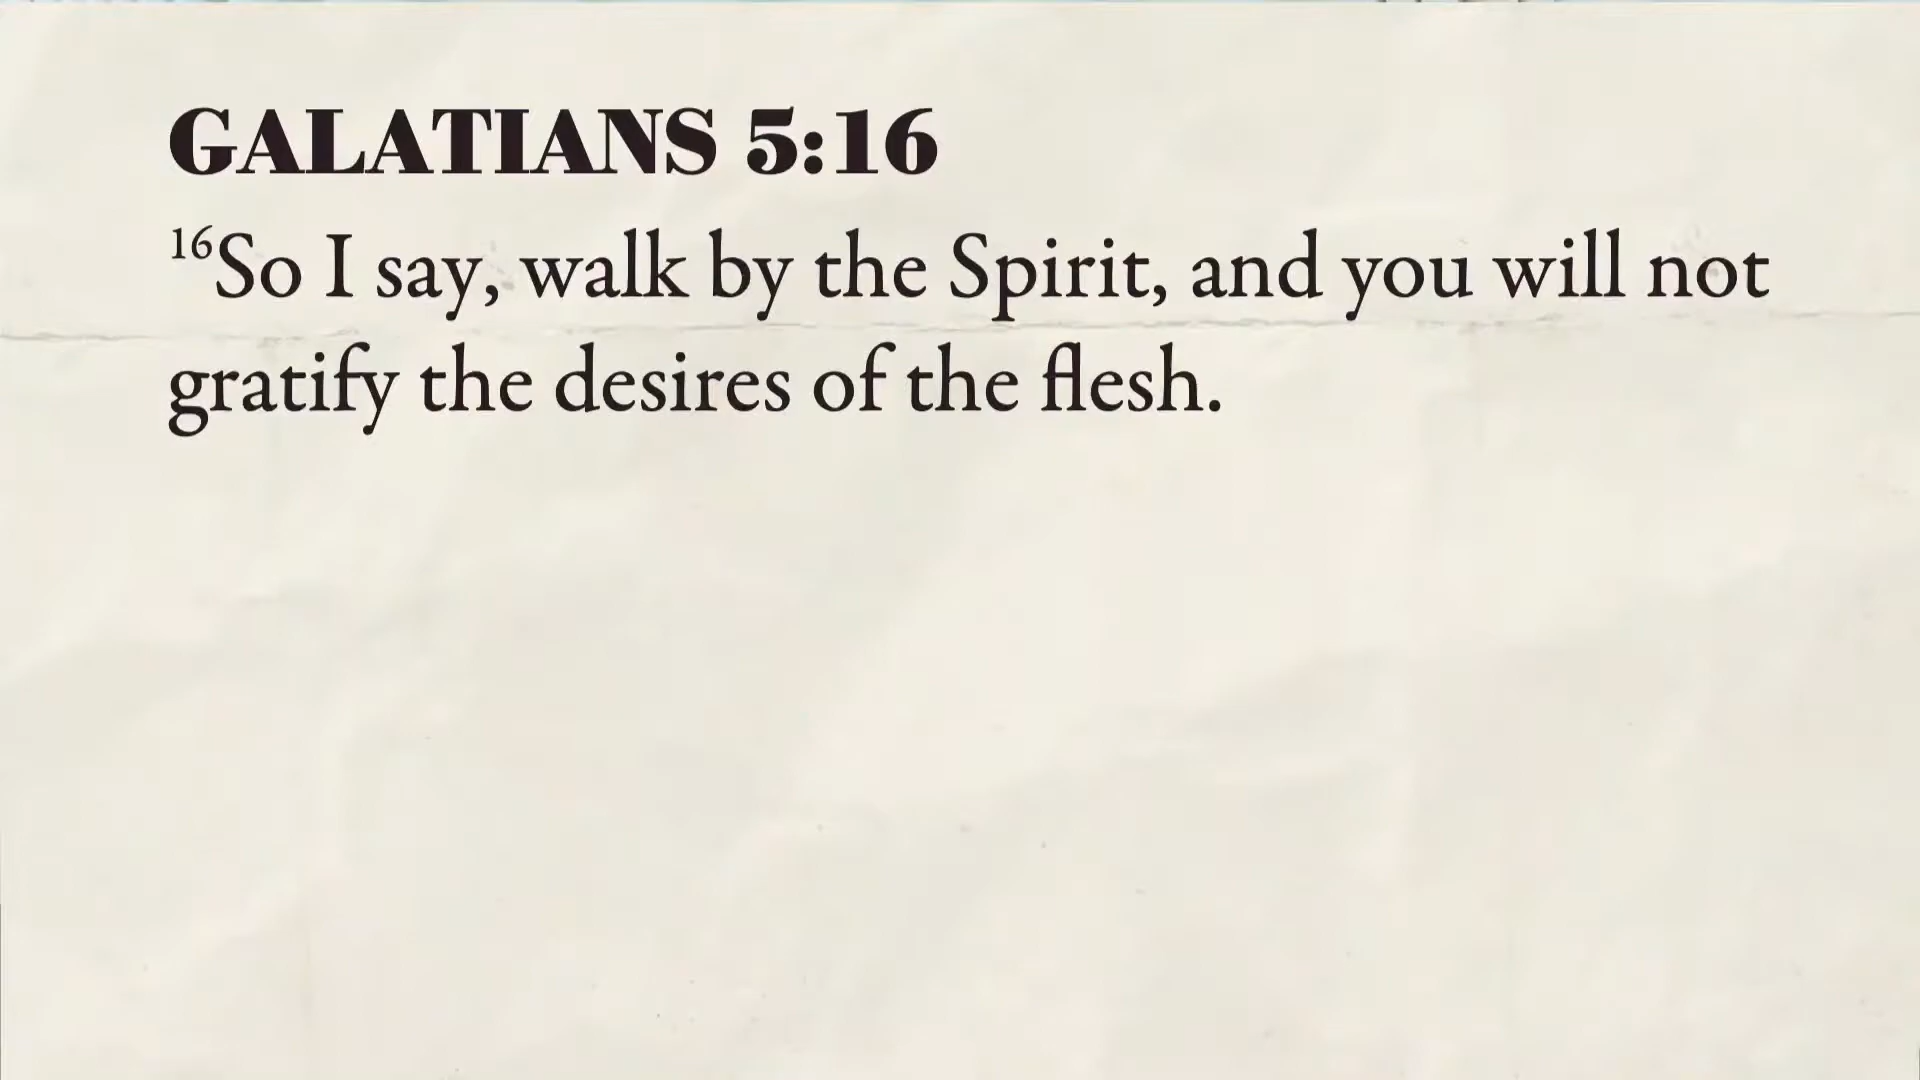 GALATIANS 5:16
¹⁶So I say, walk by the Spirit, and you will not
gratify the desires of the flesh.